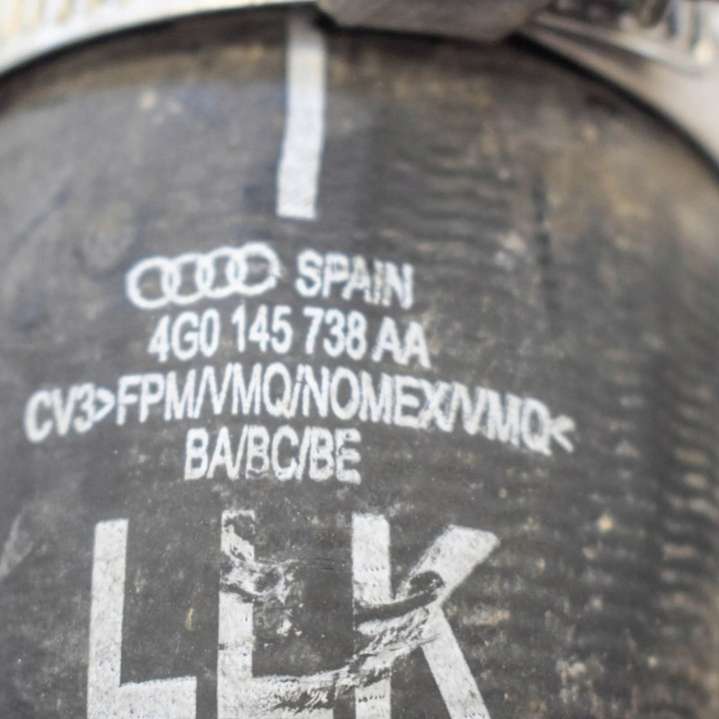 SPAIN
4G0 145 738 AA
CV3>FPM/VMQ/NOMEX/VMQ<
BA/BC/BE
LLK